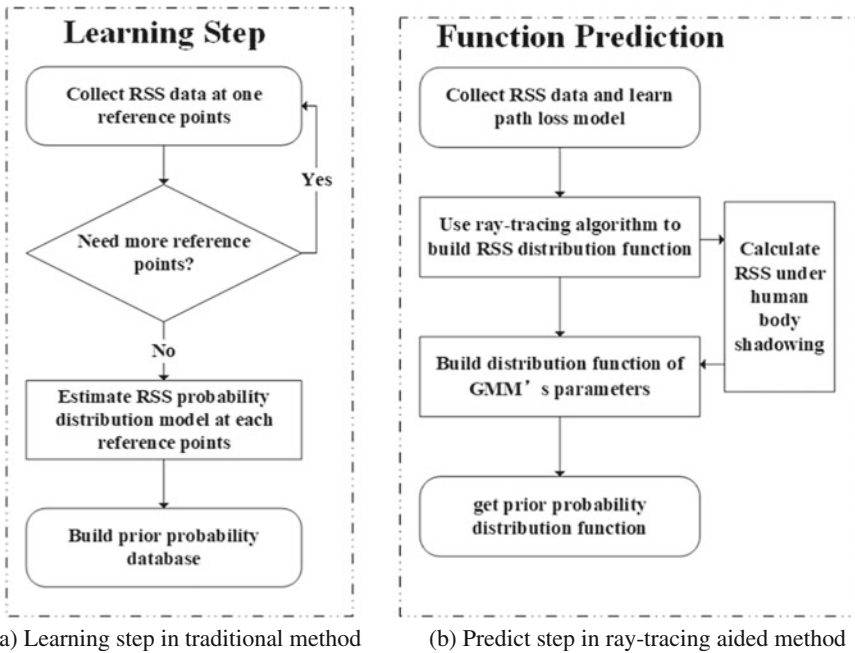 Learning Step
Collect RSS data at one
reference points
Yes
Need more reference
points?
No
Estimate RSS probability
distribution model at each
reference points
Build prior probability
database
a) Learning step in traditional method
Function Prediction
Collect RSS data and learn
path loss model
Use ray-tracing algorithm to
build RSS distribution function
Calculate
RSS under
human
body
shadowing
Build distribution function of
GMM’s parameters
get prior probability
distribution function
(b) Predict step in ray-tracing aided method